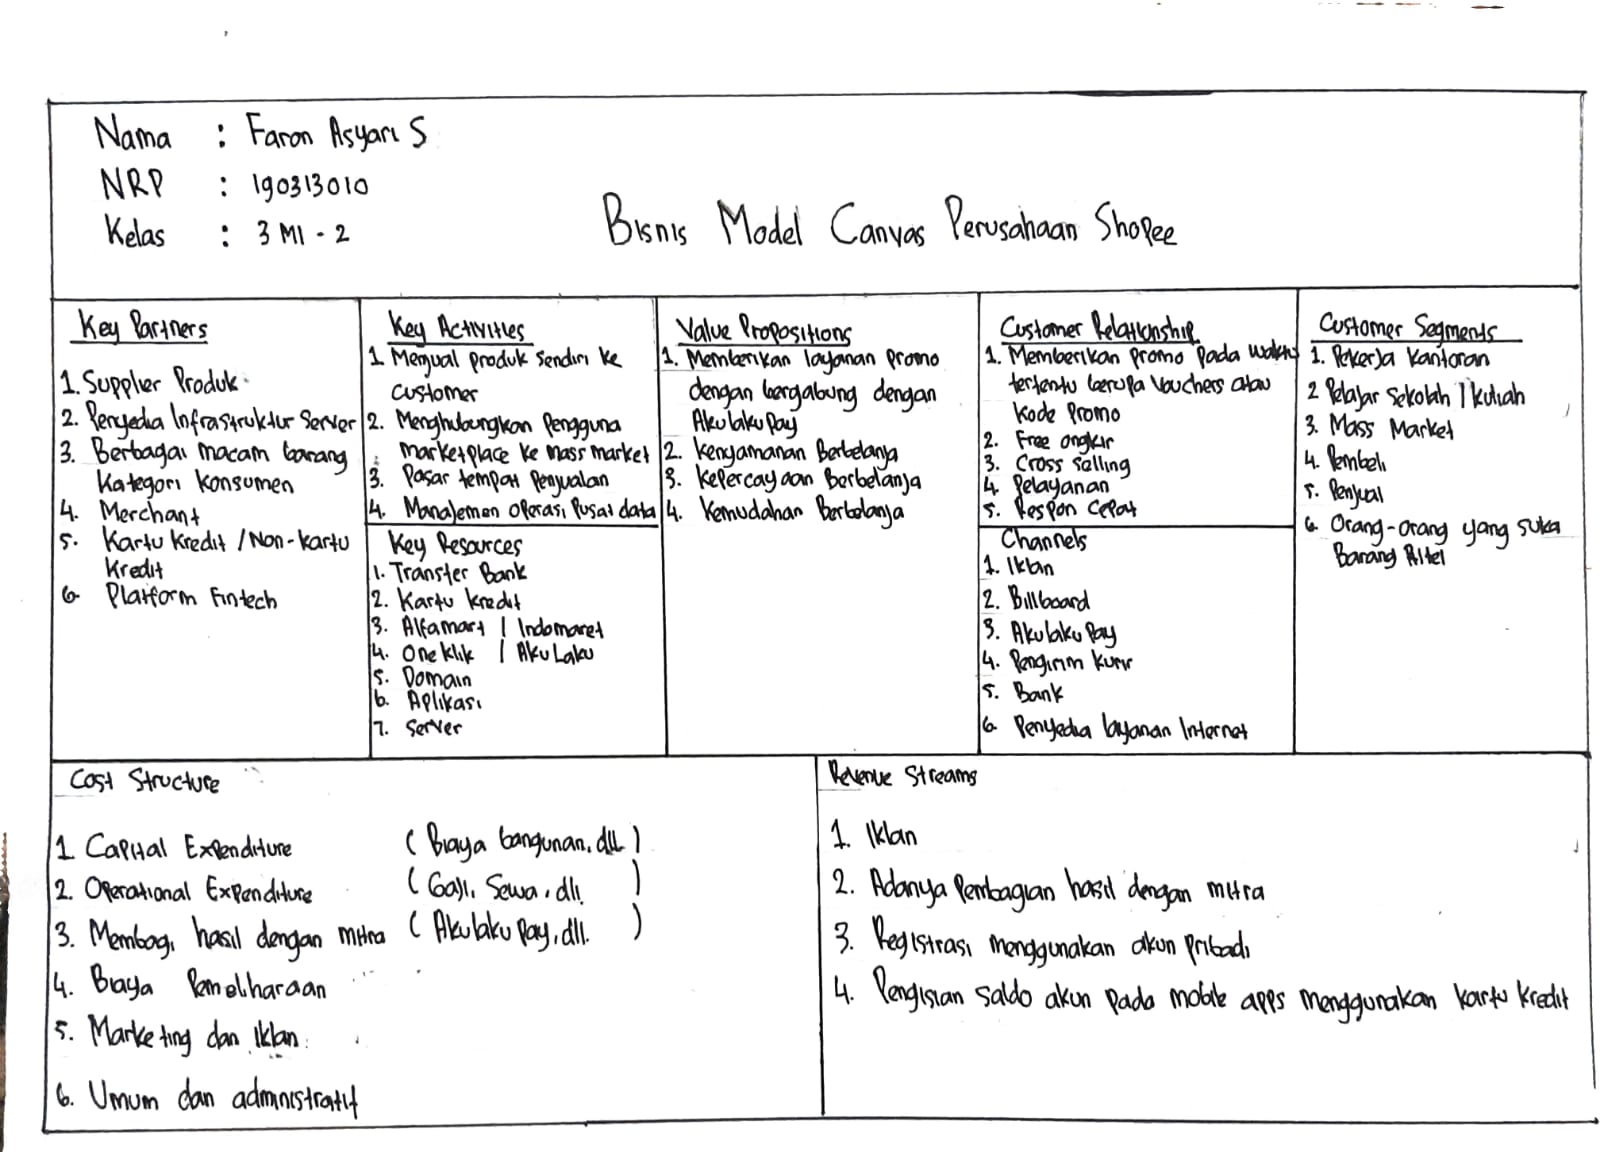 Nama : Faron Asyari S
NRP : 190313010
Kelas : 3 MI - 2
Bisnis Model Canvas Perusahaan Shopee
Key Partners
1. Supplier Produk
2. Penyedia Infrastruktur Server
3. Berbagai macam barang
Kategori konsumen
4. Merchant
5. Kartu Kredit / Non-kartu
Kredit
6. Platform Fintech
Key Activities
1. Menjual produk sendiri ke
customer
2. Menghubungkan Pengguna
marketplace ke mass market
3. Pasar tempat Penjualan
4. Manajemen Operasi Pusat data
Key Resources
1. Transfer Bank
2. Kartu kredit
3. Alfamart / Indomaret
4. One klik / Aku Laku
5. Domain
6. Aplikasi
7. Server
Value Propositions
1. Memberikan layanan promo
dengan bergabung dengan
Akulaku Pay
2. kenyamanan Berbelanja
3. kepercayaan Berbelanja
4. kemudahan Berbelanja
Customer Relationship
1. Memberikan Promo Pada waktu
tertentu berupa Vouchers atau
kode Promo
2. Free ongkir
3. Cross Selling
4. Pelayanan
5. Respon Cepat
Channels
1. Iklan
2. Billboard
3. Akulaku Pay
4. Pengirim kurir
5. Bank
6. Penyedia layanan Internet
Customer Segments
1. Pekerja Kantoran
2 Pelajar Sekolah / kuliah
3. Mass Market
4. Pembeli
5. Penjual
6. Orang-orang yang suka
Barang Ritel
Cost Structure
1. Capital Expenditure (Biaya bangunan, dll)
2. Operational Expenditure (Gaji, Sewa, dll.)
3. Membagi hasil dengan mitra (Akulaku Pay, dll.)
4. Biaya Pemeliharaan
5. Marketing dan Iklan
6. Umum dan administratif
Revenue Streams
1. Iklan
2. Adanya Pembagian hasil dengan mitra
3. Registrasi menggunakan akun pribadi
4. Pengisian Saldo akun pada mobile apps menggunakan kartu kredit